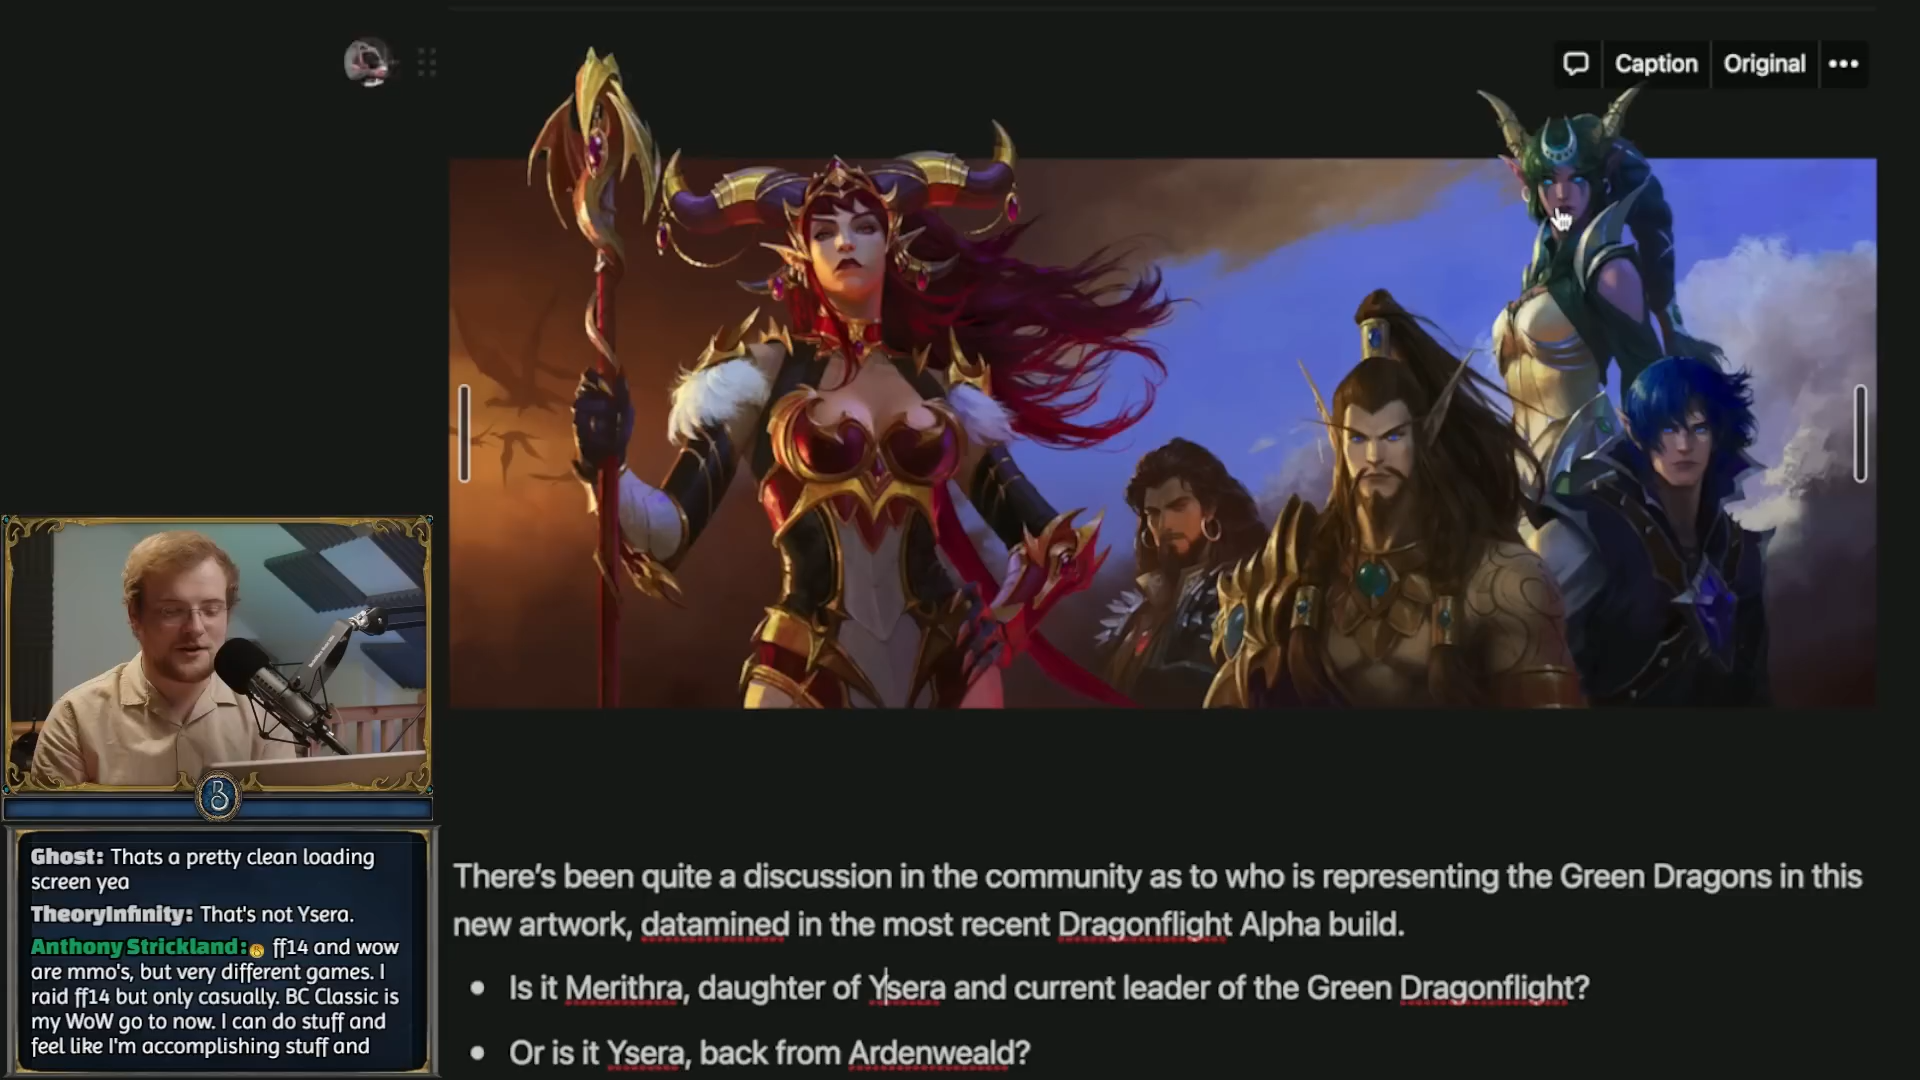 Caption Original •••
There's been quite a discussion in the community as to who is representing the Green Dragons in this
new artwork, datamined in the most recent Dragonflight Alpha build.
• Is it Merithra, daughter of Ysera and current leader of the Green Dragonflight?
• Or is it Ysera, back from Ardenweald?
B
Ghost: Thats a pretty clean loading
screen yea
TheoryInfinity: That's not Ysera.
Anthony Strickland: ff14 and wow
are mmo's, but very different games. I
raid ff14 but only casually. BC Classic is
my WoW go to now. I can do stuff and
feel like I'm accomplishing stuff and